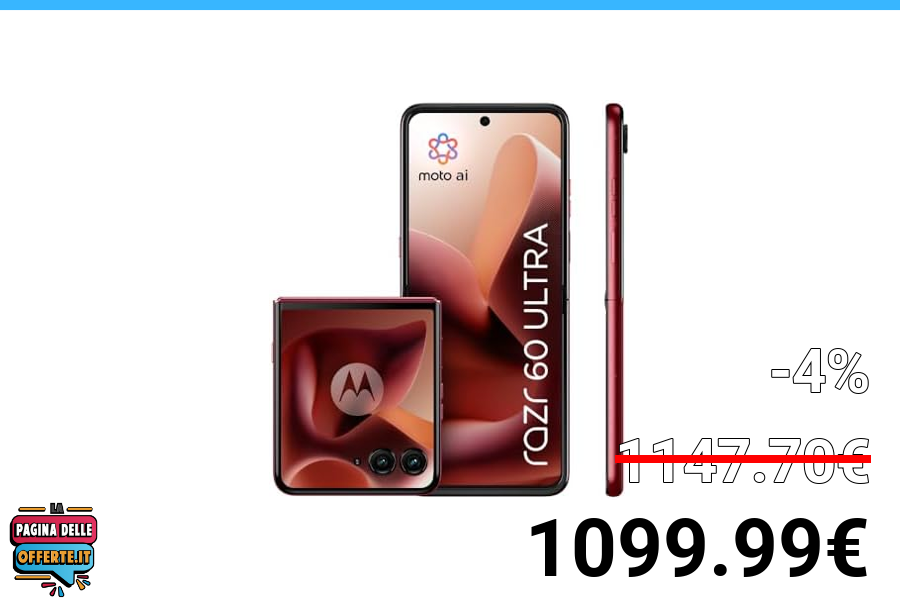 moto ai
razr 60 ULTRA
-4%
1147.70€
1099.99€
LA
PAGINA DELLE
OFFERTE.IT